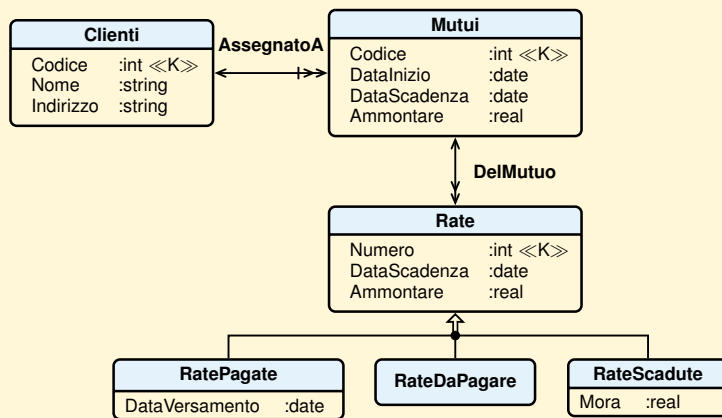 Clienti
Codice :int ≪K≫
Nome :string
Indirizzo :string
AssegnatoA
Mutui
Codice :int ≪K≫
DataInizio :date
DataScadenza :date
Ammontare :real
DelMutuo
Rate
Numero :int ≪K≫
DataScadenza :date
Ammontare :real
RatePagate
DataVersamento :date
RateDaPagare
RateScadute
Mora :real